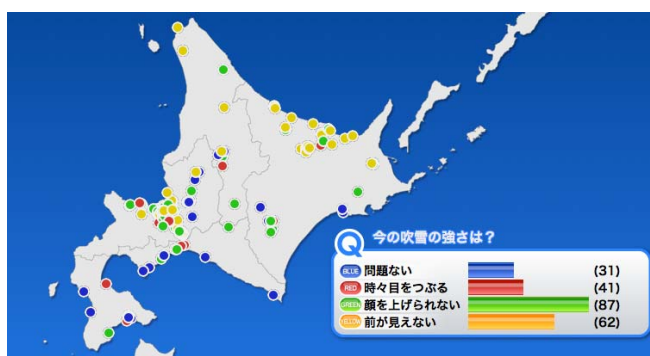 Q 今の吹雪の強さは？
BLUE 問題ない (31)
RED 時々目をつぶる (41)
GREEN 顔を上げられない (87)
YELLOW 前が見えない (62)